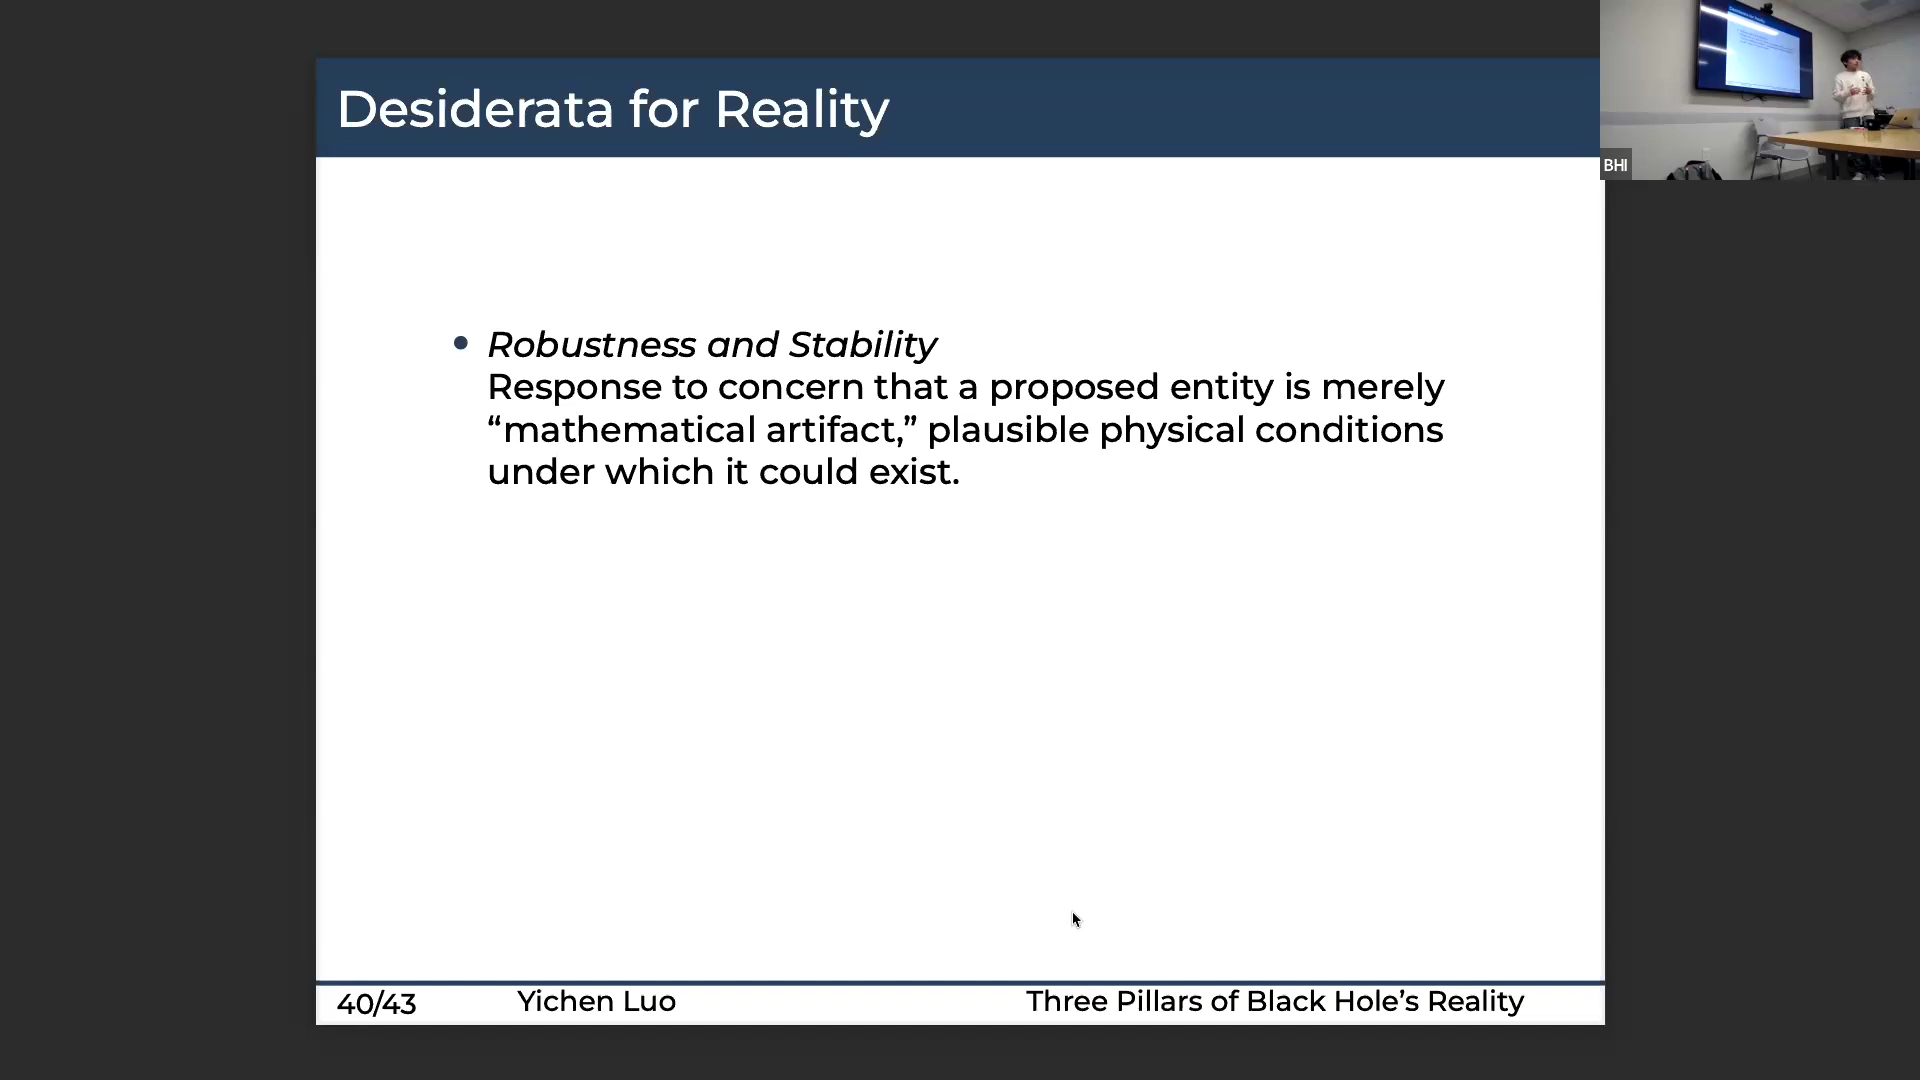 Desiderata for Reality
BHI
• Robustness and Stability
Response to concern that a proposed entity is merely
“mathematical artifact,” plausible physical conditions
under which it could exist.
40/43 Yichen Luo Three Pillars of Black Hole’s Reality